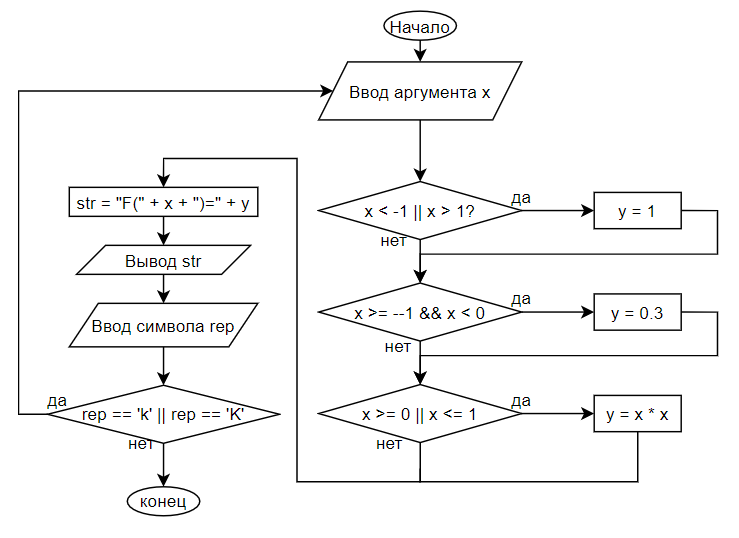 Начало
Ввод аргумента x
x < -1 || x > 1?
да
y = 1
нет
x >= --1 && x < 0
да
y = 0.3
нет
x >= 0 || x <= 1
да
y = x * x
нет
str = "F(" + x + ")=" + y
Вывод str
Ввод символа rep
rep == 'k' || rep == 'K'
да
нет
конец